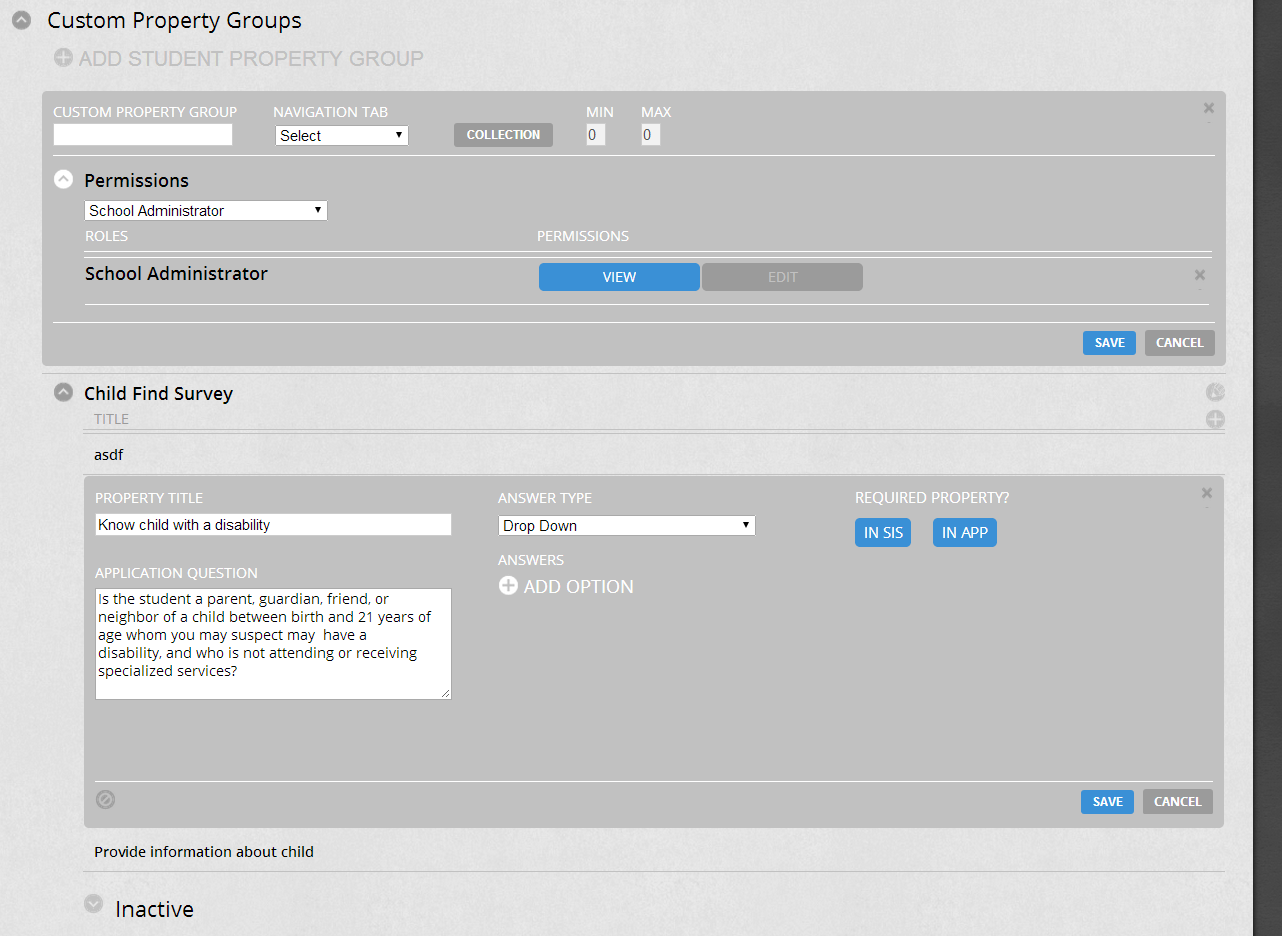 Custom Property Groups
ADD STUDENT PROPERTY GROUP
CUSTOM PROPERTY GROUP NAVIGATION TAB MIN MAX
Select COLLECTION 0 0
Permissions
School Administrator
ROLES PERMISSIONS
School Administrator VIEW EDIT
SAVE CANCEL
Child Find Survey
TITLE
asdf
PROPERTY TITLE ANSWER TYPE REQUIRED PROPERTY?
Know child with a disability Drop Down IN SIS IN APP
ANSWERS
APPLICATION QUESTION ADD OPTION
Is the student a parent, guardian, friend, or
neighbor of a child between birth and 21 years of
age whom you may suspect may  have a
disability, and who is not attending or receiving
specialized services?
SAVE CANCEL
Provide information about child
Inactive